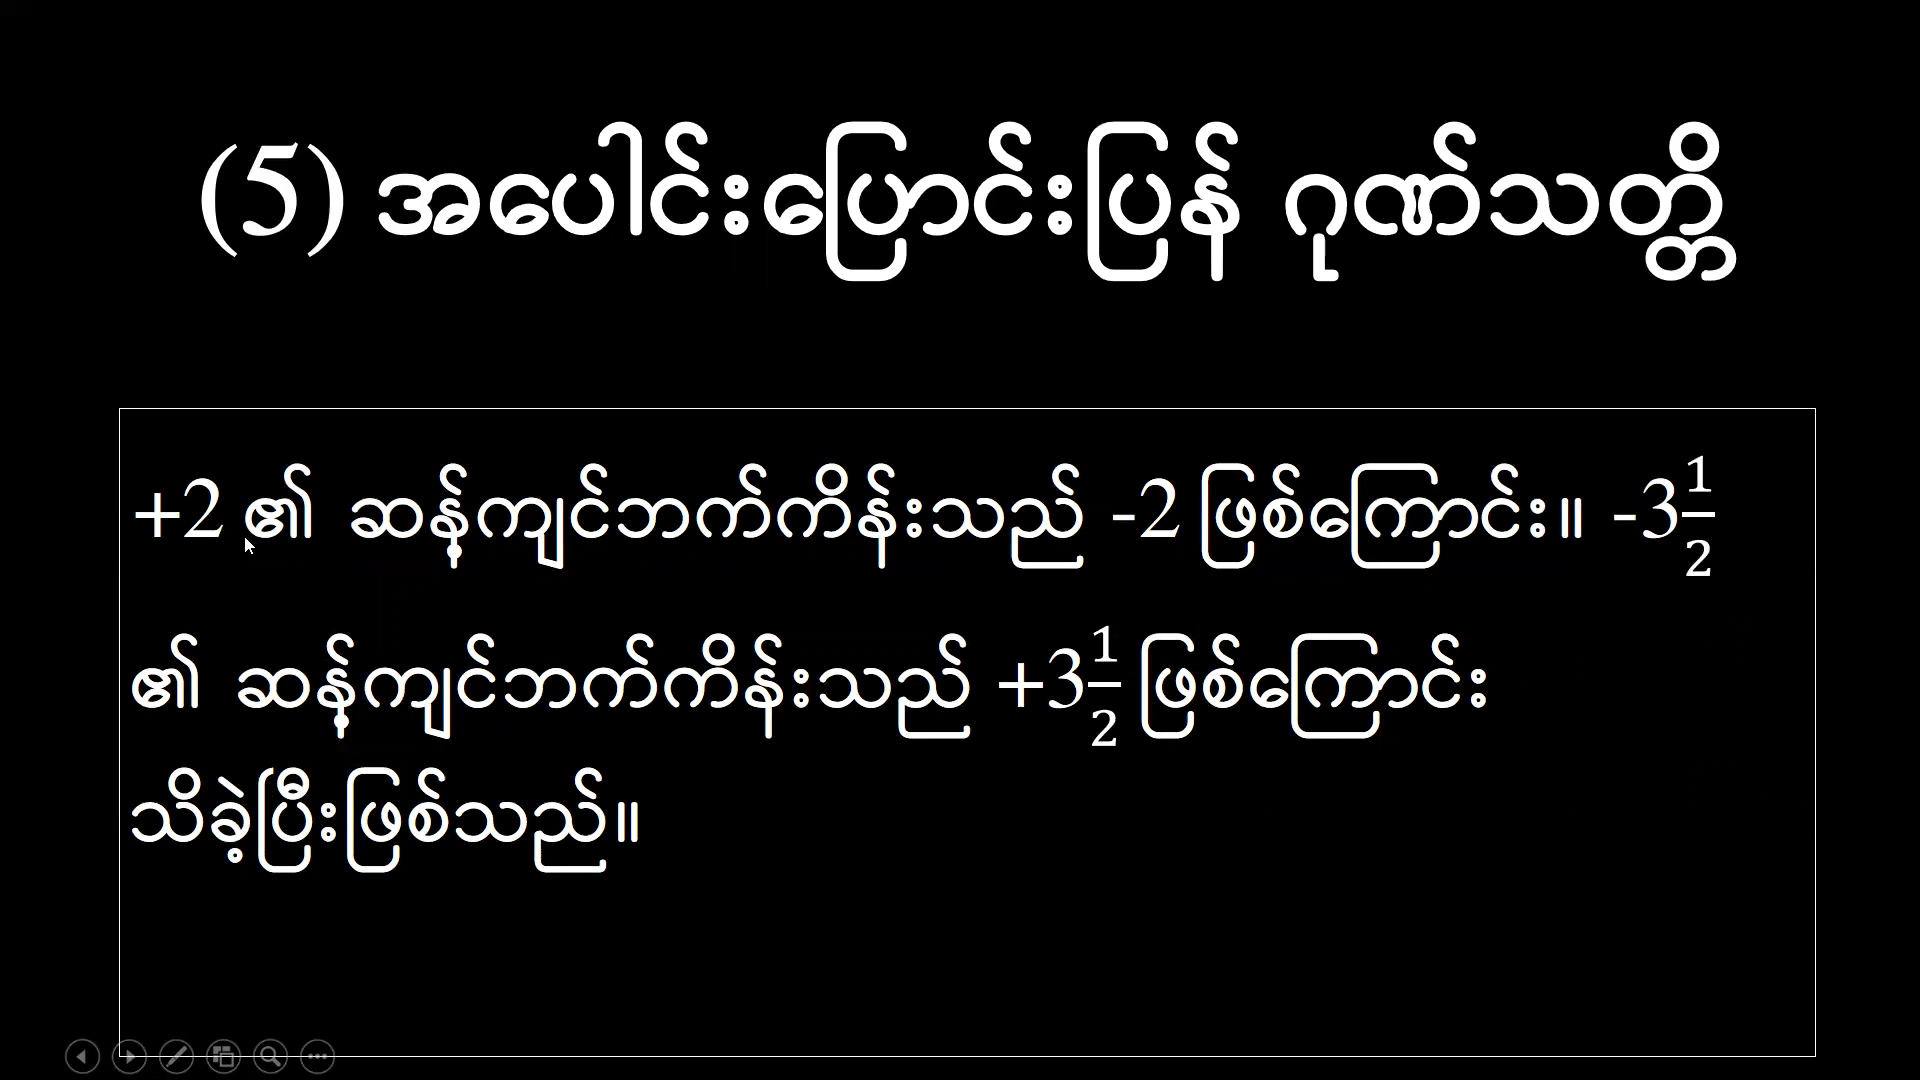 (5) အပေါင်းပြောင်းပြန် ဂုဏ်သတ္တိ
+2 ၏ ဆန့်ကျင်ဘက်ကိန်းသည် -2 ဖြစ်ကြောင်း။ -3½
၏ ဆန့်ကျင်ဘက်ကိန်းသည် +3½ ဖြစ်ကြောင်း
သိခဲ့ပြီးဖြစ်သည်။